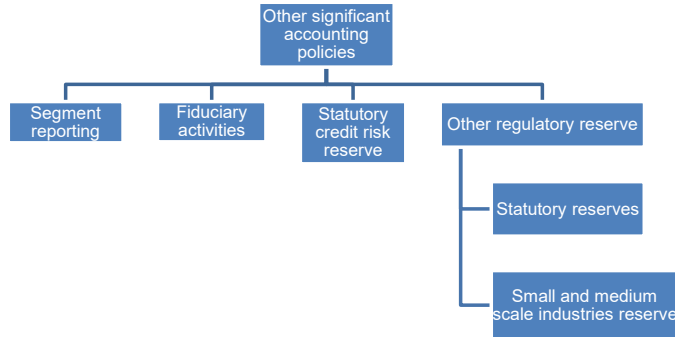 Other significant
accounting
policies
Segment
reporting
Fiduciary
activities
Statutory
credit risk
reserve
Other regulatory reserve
Statutory reserves
Small and medium
scale industries reserve